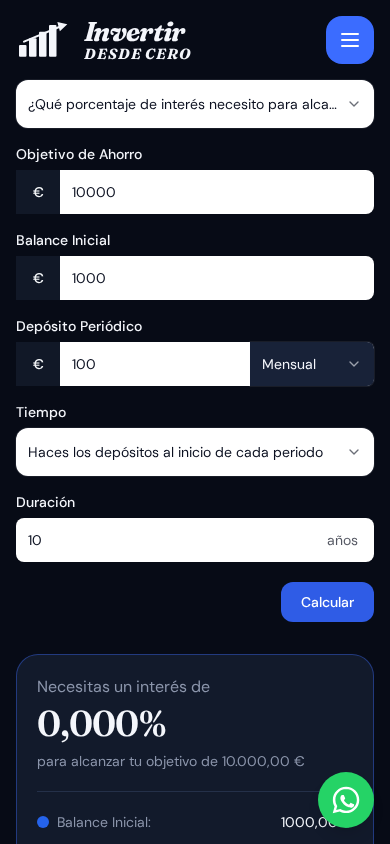 Invertir
DESDE CERO
¿Qué porcentaje de interés necesito para alca...
Objetivo de Ahorro
€ 10000
Balance Inicial
€ 1000
Depósito Periódico
€ 100 Mensual
Tiempo
Haces los depósitos al inicio de cada periodo
Duración
10 años
Calcular
Necesitas un interés de
0,000%
para alcanzar tu objetivo de 10.000,00 €
Balance Inicial: 1000,0